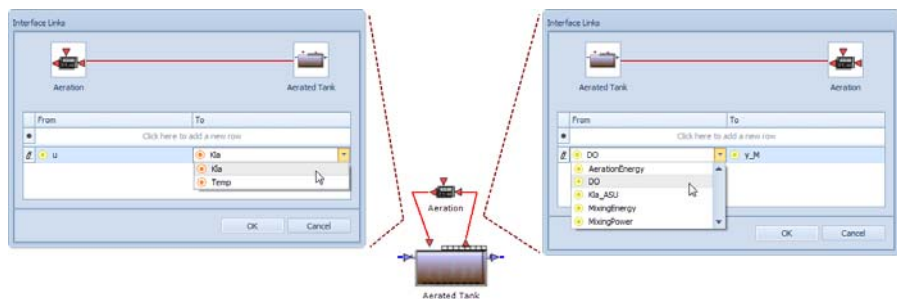 Interface Links
Aeration
Aerated Tank
From To
Click here to add a new row
u Kla
Kla
Temp
OK Cancel
Aeration
Aerated Tank
Interface Links
Aerated Tank
Aeration
From To
Click here to add a new row
DO y_M
AerationEnergy
DO
Kla_ASU
MixingEnergy
MixingPower
OK Cancel